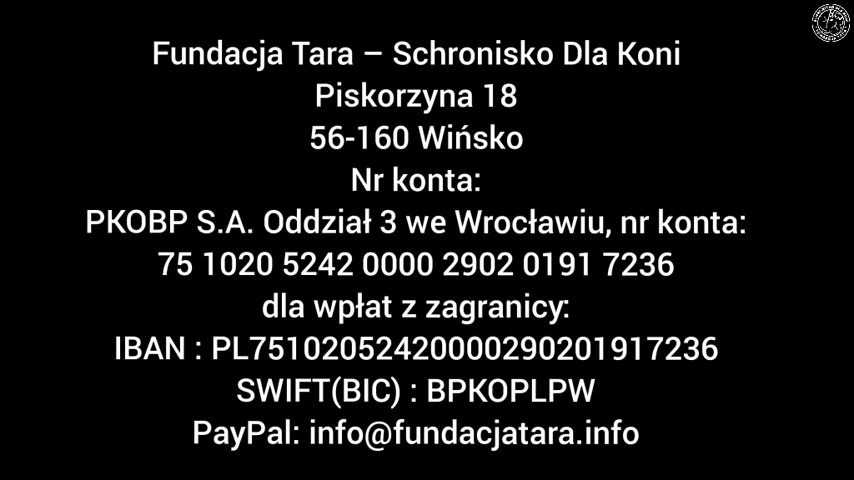 Fundacja Tara – Schronisko Dla Koni
Piskorzyna 18
56-160 Wińsko
Nr konta:
PKOBP S.A. Oddział 3 we Wrocławiu, nr konta:
75 1020 5242 0000 2902 0191 7236
dla wpłat z zagranicy:
IBAN : PL75102052420000290201917236
SWIFT(BIC) : BPKOPLPW
PayPal: info@fundacjatara.info